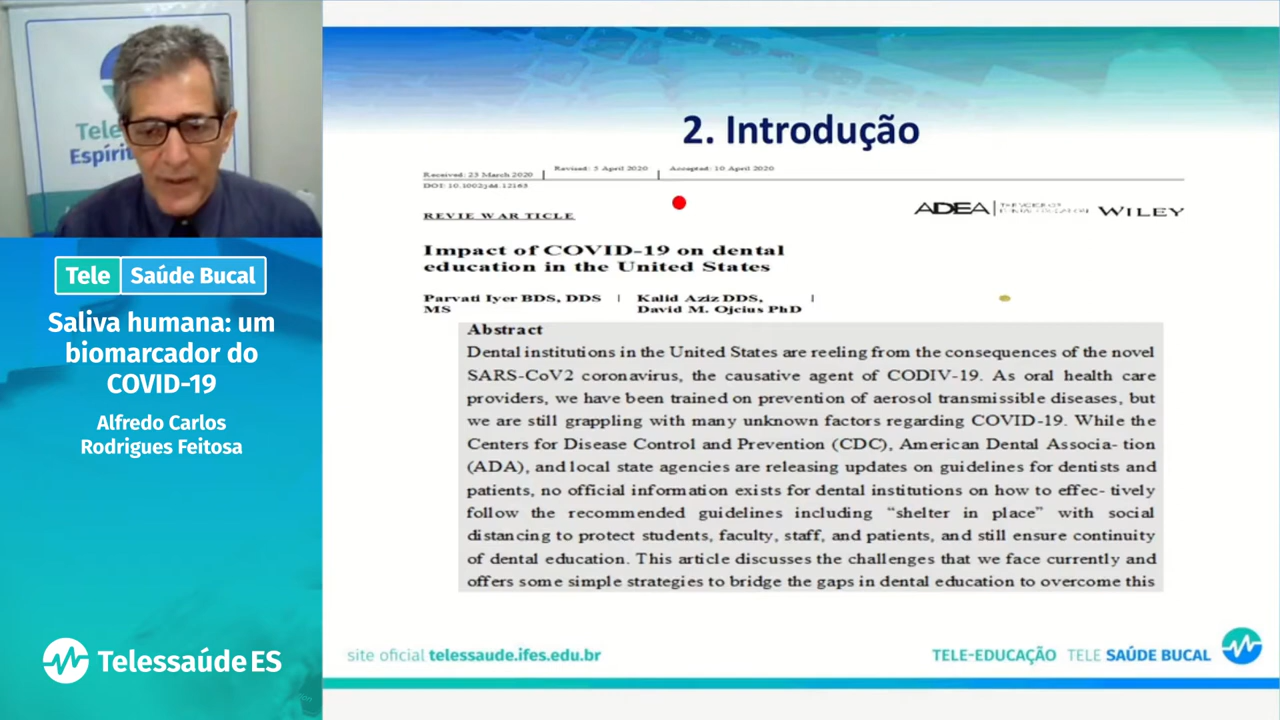 Tele
Espíri
Tele Saúde Bucal
Saliva humana: um
biomarcador do
COVID-19
Alfredo Carlos
Rodrigues Feitosa
Telessaúde ES
2. Introdução
Received: 23 March 2020 | Revised: 5 April 2020 | Accepted: 10 April 2020
REVIE W AR TICLE
ADEA | WILEY
Impact of COVID-19 on dental
education in the United States
Parvati Iyer BDS, DDS | Kalid Aziz DDS, |
MS David M. Ojcius PhD
Abstract
Dental institutions in the United States are reeling from the consequences of the novel
SARS-CoV2 coronavirus, the causative agent of CODIV-19. As oral health care
providers, we have been trained on prevention of aerosol transmissible diseases, but
we are still grappling with many unknown factors regarding COVID-19. While the
Centers for Disease Control and Prevention (CDC), American Dental Associa- tion
(ADA), and local state agencies are releasing updates on guidelines for dentists and
patients, no official information exists for dental institutions on how to effec- tively
follow the recommended guidelines including “shelter in place” with social
distancing to protect students, faculty, staff, and patients, and still ensure continuity
of dental education. This article discusses the challenges that we face currently and
offers some simple strategies to bridge the gaps in dental education to overcome this
site oficial telessaude.ifes.edu.br
TELE-EDUCAÇÃO TELE SAÚDE BUCAL